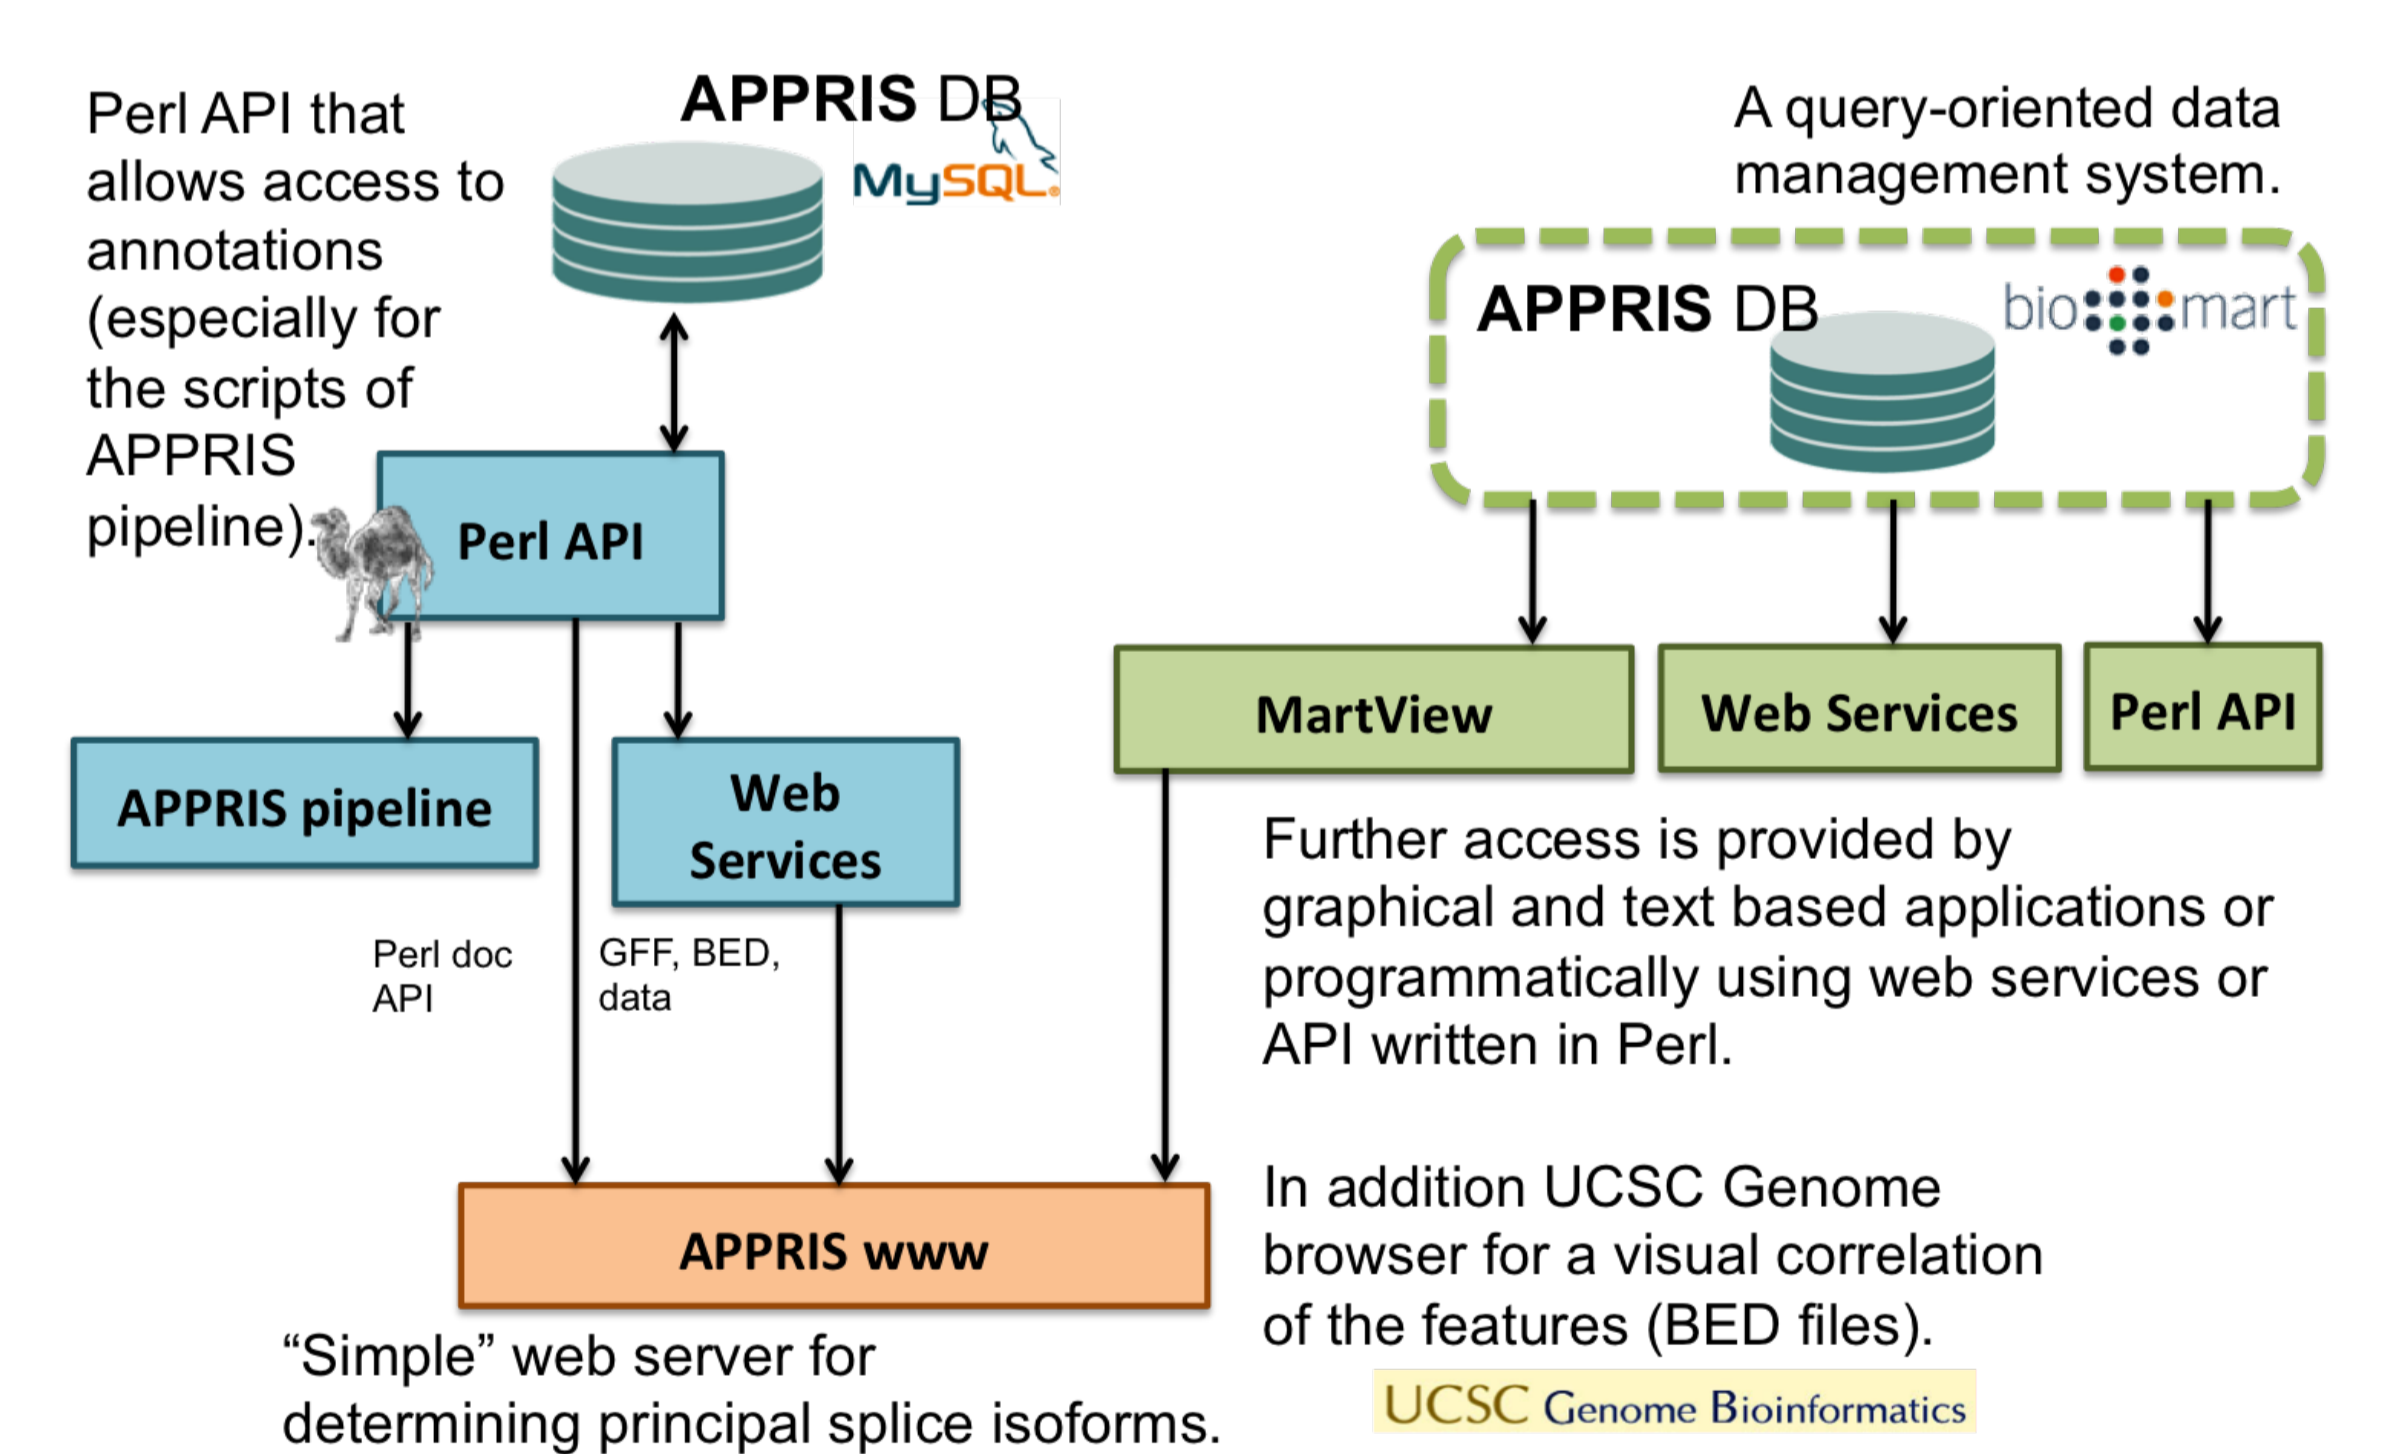 Perl API that
allows access to
annotations
(especially for
the scripts of
APPRIS
pipeline).
APPRIS DB
MySQL®
Perl API
APPRIS pipeline
Web
Services
Perl doc
API
GFF, BED,
data
A query-oriented data
management system.
APPRIS DB
bio mart
MartView
Web Services
Perl API
Further access is provided by
graphical and text based applications or
programmatically using web services or
API written in Perl.
In addition UCSC Genome
browser for a visual correlation
of the features (BED files).
UCSC Genome Bioinformatics
APPRIS www
“Simple” web server for
determining principal splice isoforms.